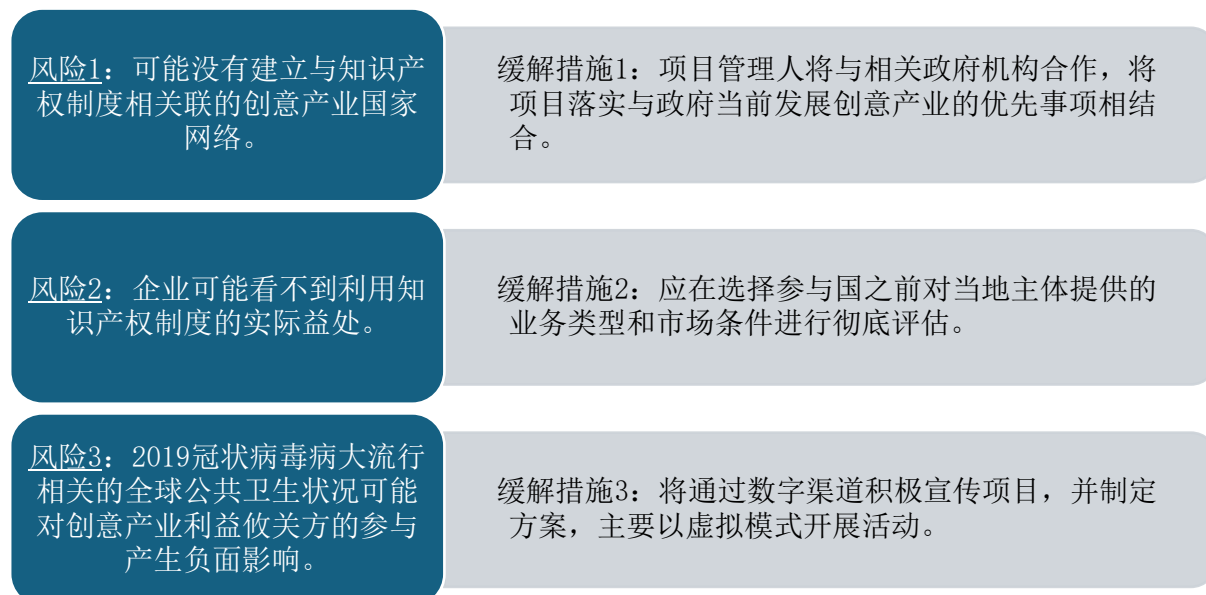 风险1：可能没有建立与知识产
权制度相关联的创意产业国家
网络。
缓解措施1：项目管理人将与相关政府机构合作，将
项目落实与政府当前发展创意产业的优先事项相结
合。
风险2：企业可能看不到利用知
识产权制度的实际益处。
缓解措施2：应在选择参与国之前对当地主体提供的
业务类型和市场条件进行彻底评估。
风险3：2019冠状病毒病大流行
相关的全球公共卫生状况可能
对创意产业利益攸关方的参与
产生负面影响。
缓解措施3：将通过数字渠道积极宣传项目，并制定
方案，主要以虚拟模式开展活动。